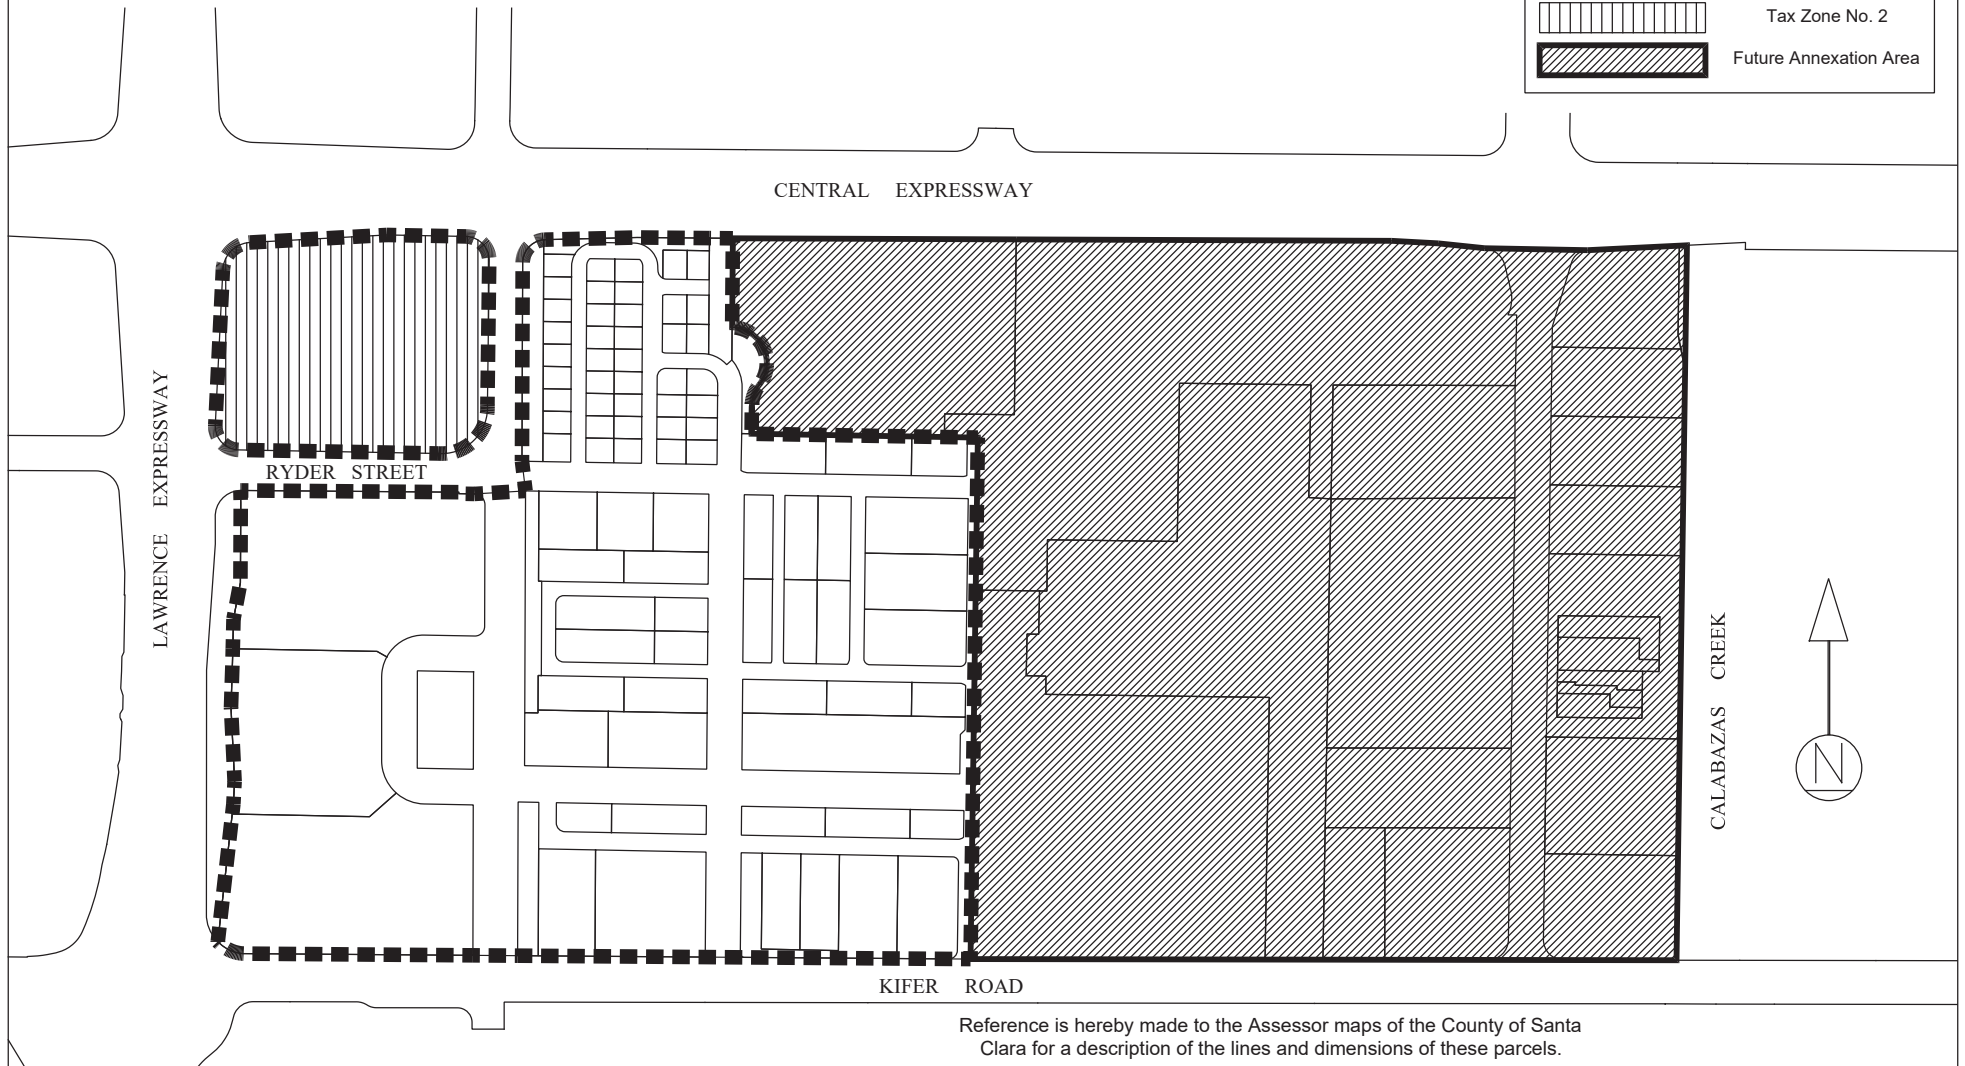 Tax Zone No. 2
Future Annexation Area
CENTRAL EXPRESSWAY
LAWRENCE EXPRESSWAY
RYDER STREET
CALABAZAS CREEK
N
KIFER ROAD
Reference is hereby made to the Assessor maps of the County of Santa
Clara for a description of the lines and dimensions of these parcels.